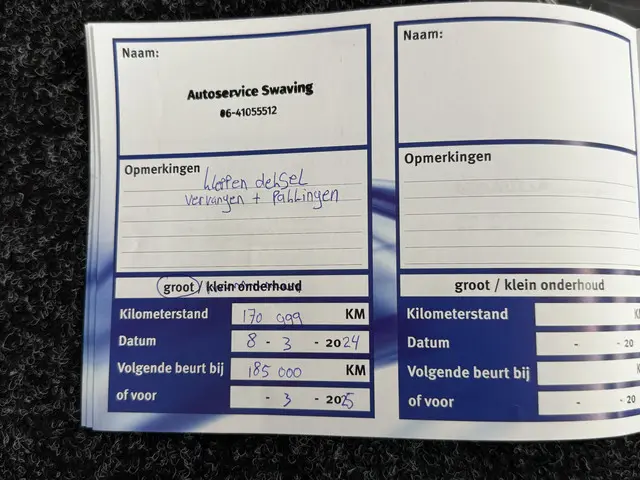 Naam:
Autoservice Swaving
06-41055512
Opmerkingen
kleppen deksel
vervangen + pakkingen
groot / klein onderhoud
Kilometerstand 170 999 KM
Datum 8 - 3 - 2024
Volgende beurt bij 185 000 KM
of voor - 3 - 2025
Naam:
Opmerkingen
groot / klein onderhoud
Kilometerstand
Datum - - 20
Volgende beurt bij
of voor - - 20